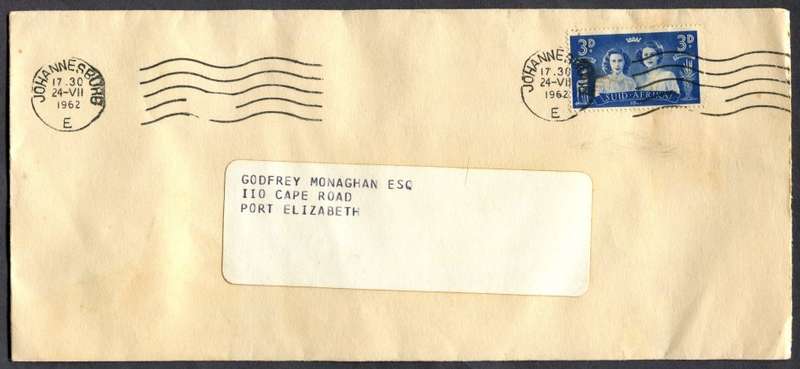 JOHANNESBURG
17.30
24-VII
1962
E
JOHANNESBURG
17.30
24-VII
1962
E
3D 3D
SUID-AFRIKA
GODFREY MONAGHAN ESQ
110 CAPE ROAD
PORT ELIZABETH